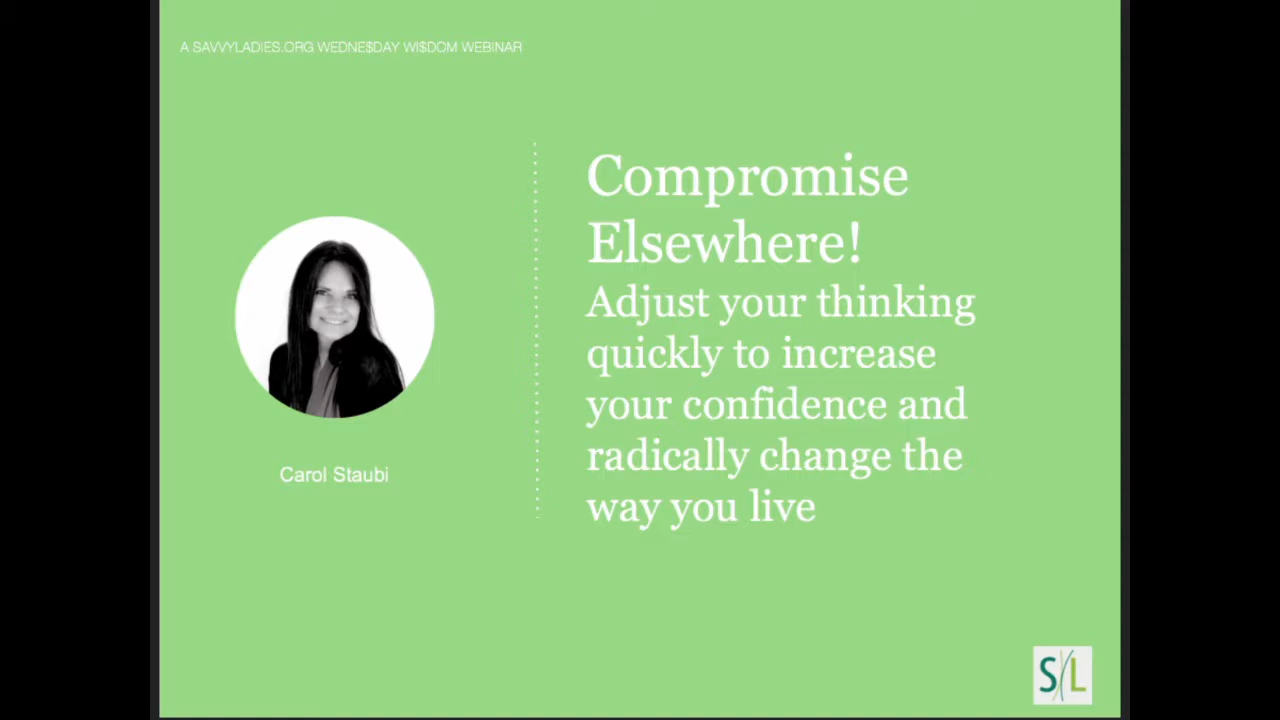 A SAVVYLADIES.ORG WEDNE$DAY WI$DOM WEBINAR
Compromise
Elsewhere!
Adjust your thinking
quickly to increase
your confidence and
radically change the
way you live
Carol Staubi
S L